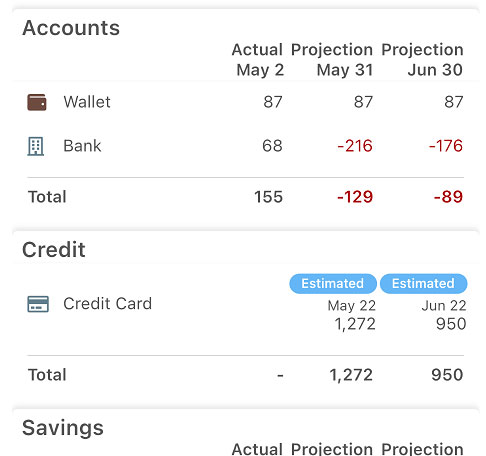 Accounts
Actual Projection Projection
May 2 May 31 Jun 30
Wallet 87 87 87
Bank 68 -216 -176
Total 155 -129 -89
Credit
Estimated Estimated
Credit Card May 22 Jun 22
1,272 950
Total - 1,272 950
Savings
Actual Projection Projection